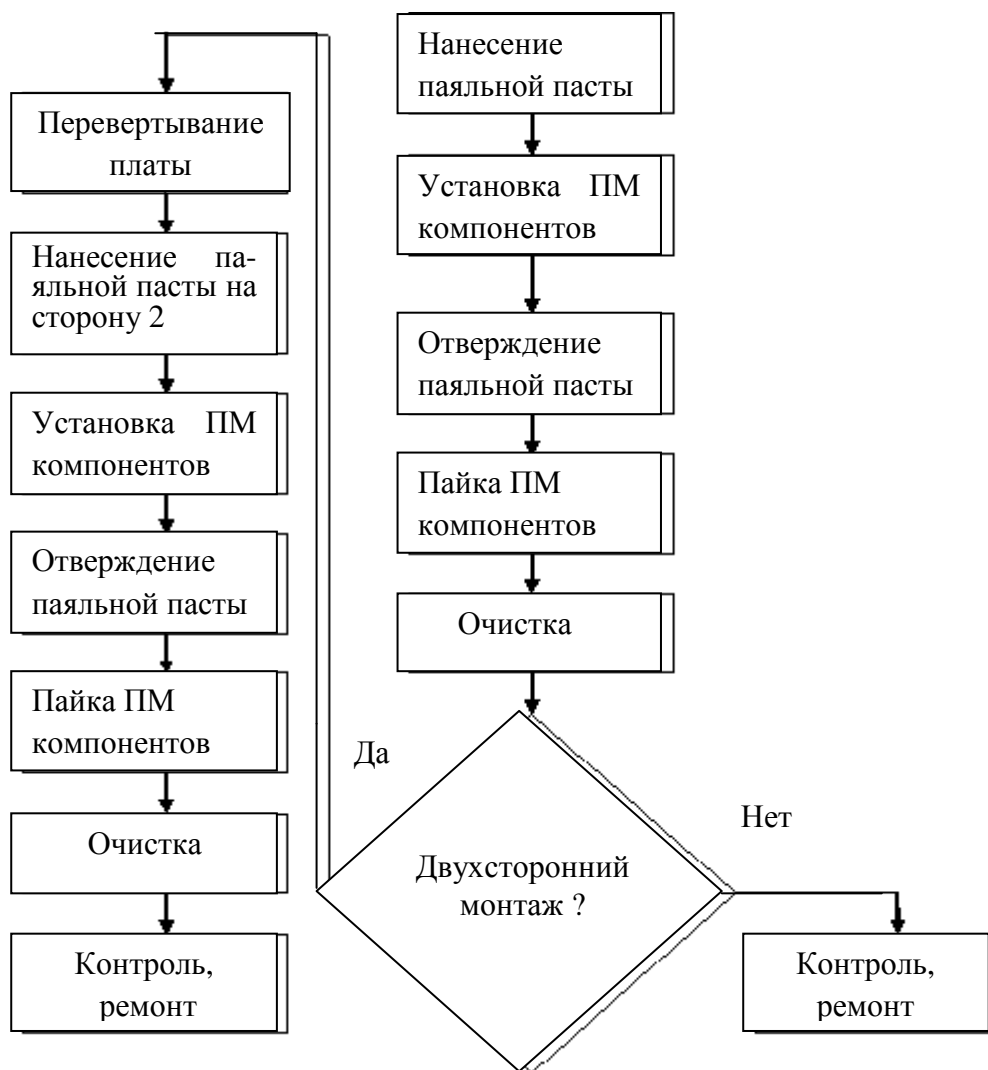 Нанесение
паяльной пасты
Установка ПМ
компонентов
Отверждение
паяльной пасты
Пайка ПМ
компонентов
Очистка
Двухсторонний
монтаж ?
Да
Нет
Перевертывание
платы
Нанесение па-
яльной пасты на
сторону 2
Установка ПМ
компонентов
Отверждение
паяльной пасты
Пайка ПМ
компонентов
Очистка
Контроль,
ремонт
Контроль,
ремонт